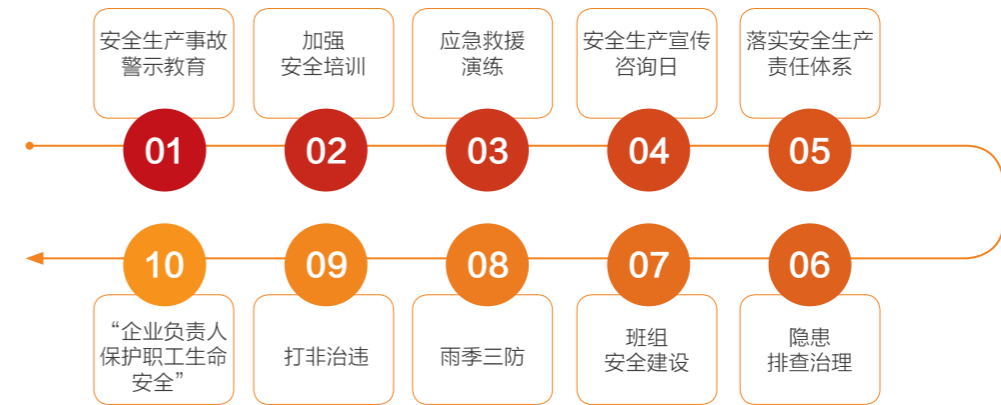 安全生产事故
警示教育
加强
安全培训
应急救援
演练
安全生产宣传
咨询日
落实安全生产
责任体系
01
02
03
04
05
06
隐患
排查治理
07
班组
安全建设
08
雨季三防
09
打非治违
10
“企业负责人
保护职工生命
安全”